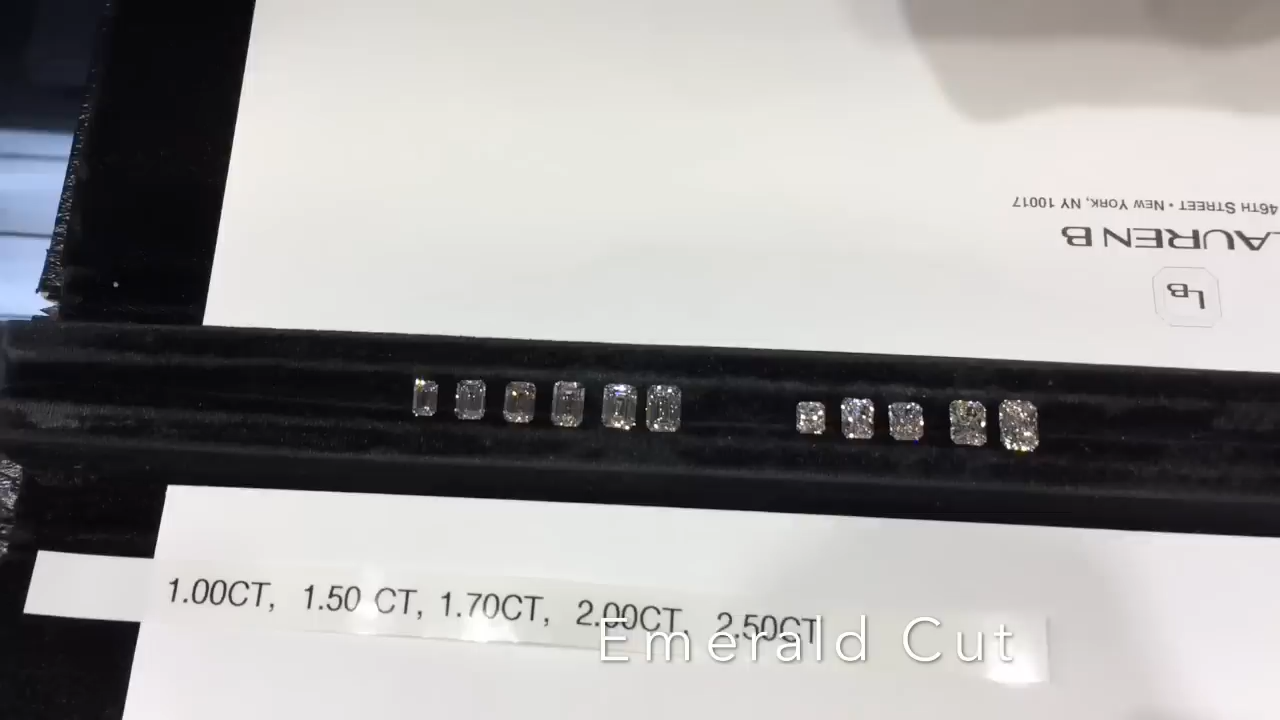 46TH STREET • NEW YORK, NY 10017
AUREN B
LB
1.00CT, 1.50 CT, 1.70CT, 2.00CT, 2.50CT
Emerald Cut